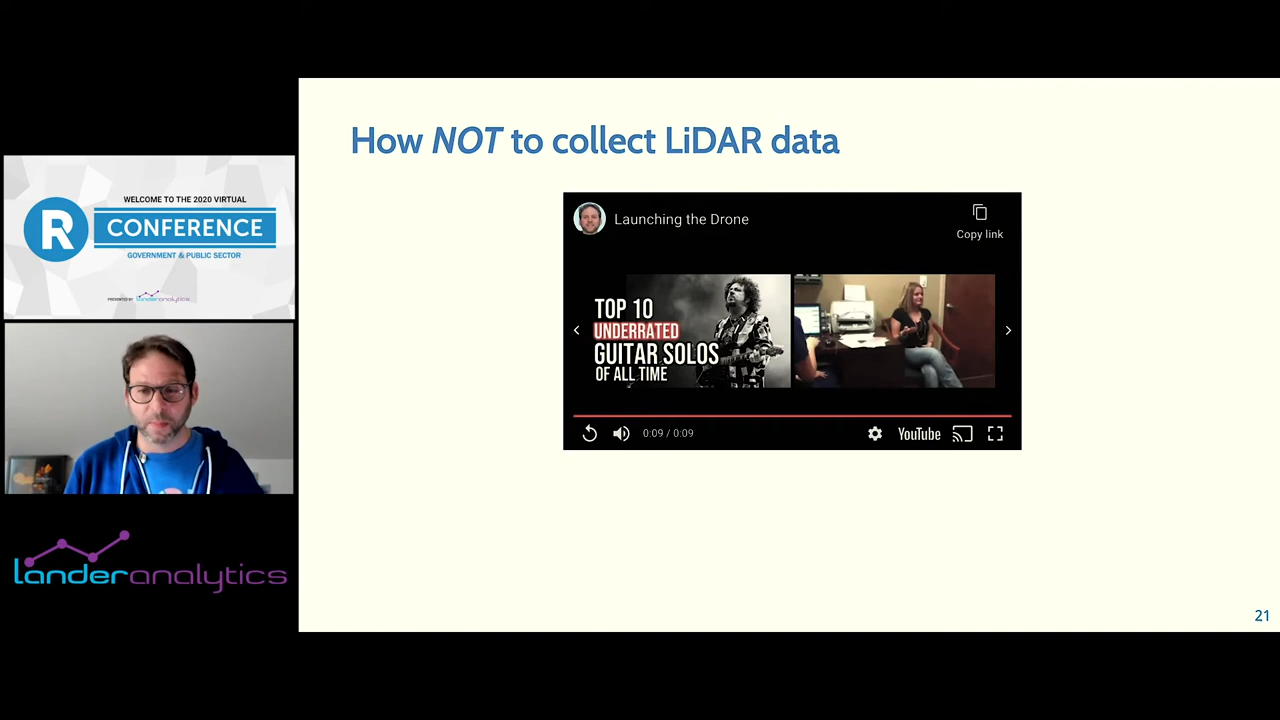 WELCOME TO THE 2020 VIRTUAL
R
CONFERENCE
GOVERNMENT & PUBLIC SECTOR
PRESENTED BY landeranalytics
landeranalytics
How NOT to collect LiDAR data
Launching the Drone
Copy link
TOP 10
UNDERRATED
GUITAR SOLOS
OF ALL TIME
0:09 / 0:09
YouTube
21